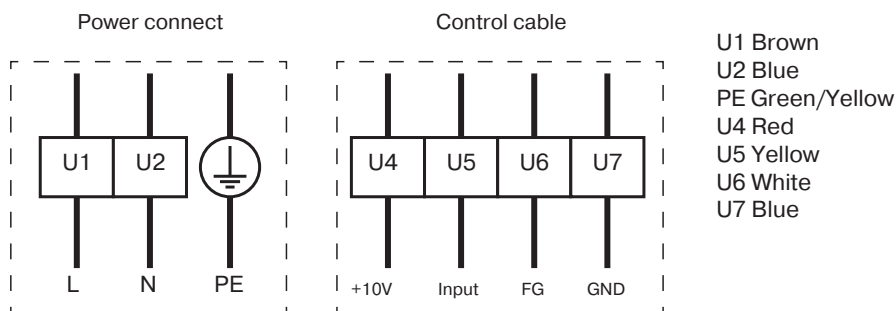 Power connect
Control cable
U1 Brown
U2 Blue
PE Green/Yellow
U4 Red
U5 Yellow
U6 White
U7 Blue
U1 U2
U4 U5 U6 U7
L N PE
+10V Input FG GND